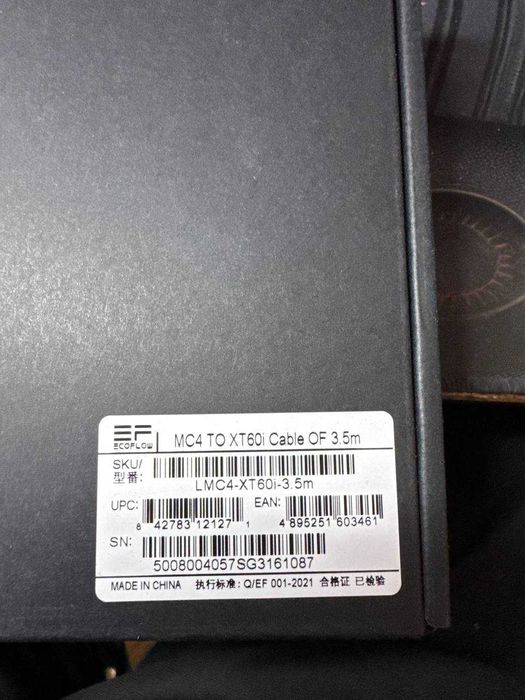 EF
ECOFLOW
MC4 TO XT60i Cable OF 3.5m
SKU/
型番:
LMC4-XT60i-3.5m
UPC:
8 42783 12127 1
EAN:
4 895251 603461
SN:
5008004057SG3161087
MADE IN CHINA 执行标准: Q/EF 001-2021 合格证 已检验